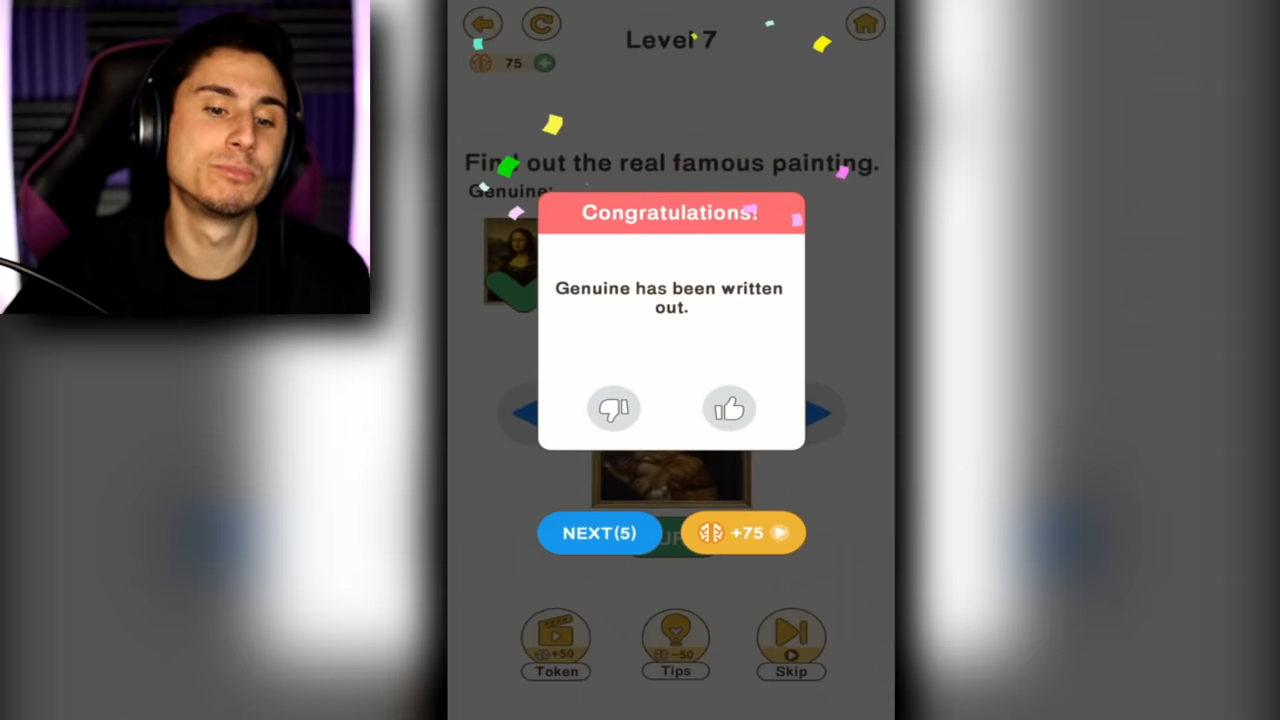 Level 7
75
Find out the real famous painting.
Genuine:
Congratulations!
Genuine has been written
out.
NEXT(5)
+75
+50
-50
Token
Tips
Skip